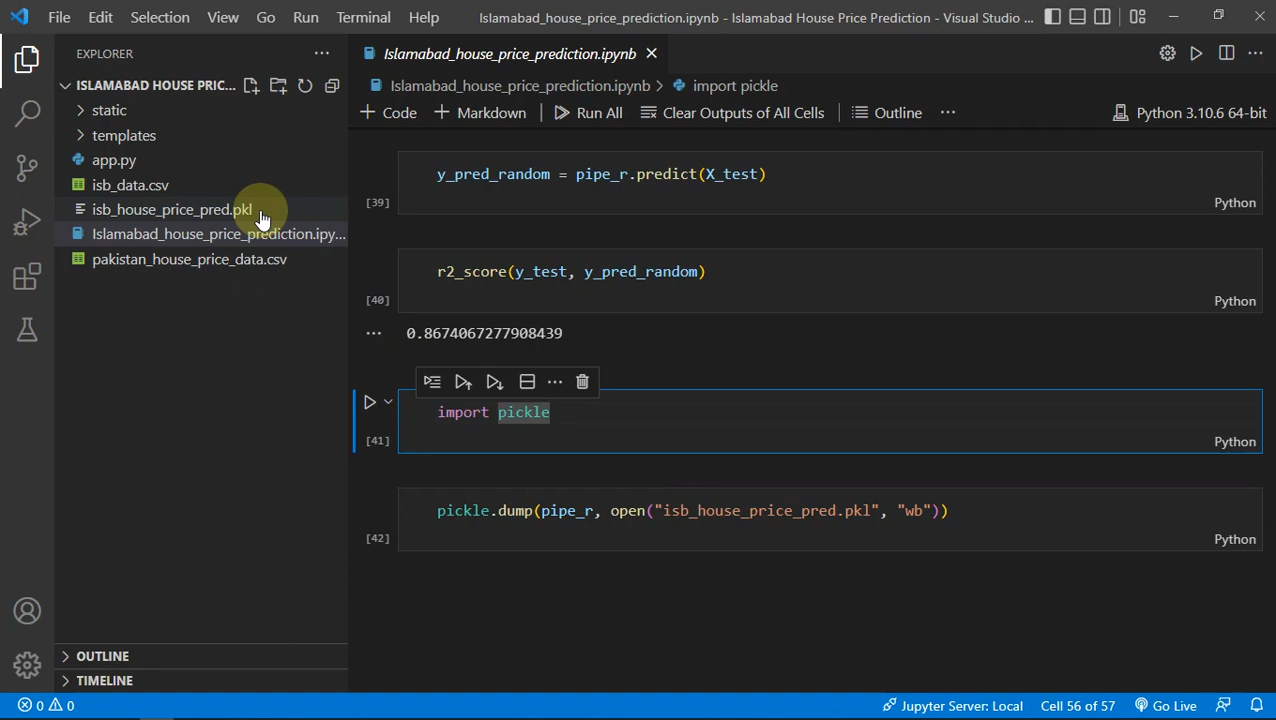 File Edit Selection View Go Run Terminal Help Islamabad_house_price_prediction.ipynb - Islamabad House Price Prediction - Visual Studio ...
EXPLORER
ISLAMABAD HOUSE PRIC...
static
templates
app.py
isb_data.csv
isb_house_price_pred.pkl
Islamabad_house_price_prediction.ipy...
pakistan_house_price_data.csv
OUTLINE
TIMELINE
Islamabad_house_price_prediction.ipynb
Islamabad_house_price_prediction.ipynb > import pickle
+ Code + Markdown Run All Clear Outputs of All Cells Outline ... Python 3.10.6 64-bit
y_pred_random = pipe_r.predict(X_test)
[39] Python
r2_score(y_test, y_pred_random)
[40] Python
... 0.8674067277908439
import pickle
[41] Python
pickle.dump(pipe_r, open("isb_house_price_pred.pkl", "wb"))
[42] Python
0 0 Jupyter Server: Local Cell 56 of 57 Go Live